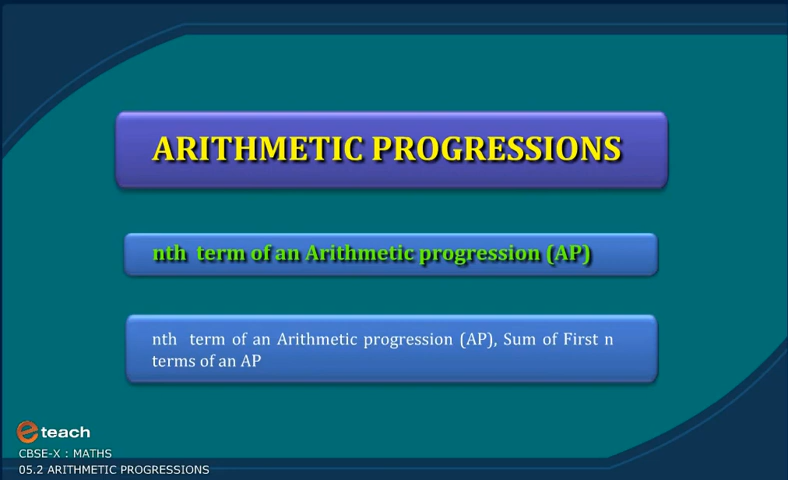 ARITHMETIC PROGRESSIONS
nth term of an Arithmetic progression (AP)
nth term of an Arithmetic progression (AP), Sum of First n
terms of an AP
e teach
CBSE-X : MATHS
05.2 ARITHMETIC PROGRESSIONS